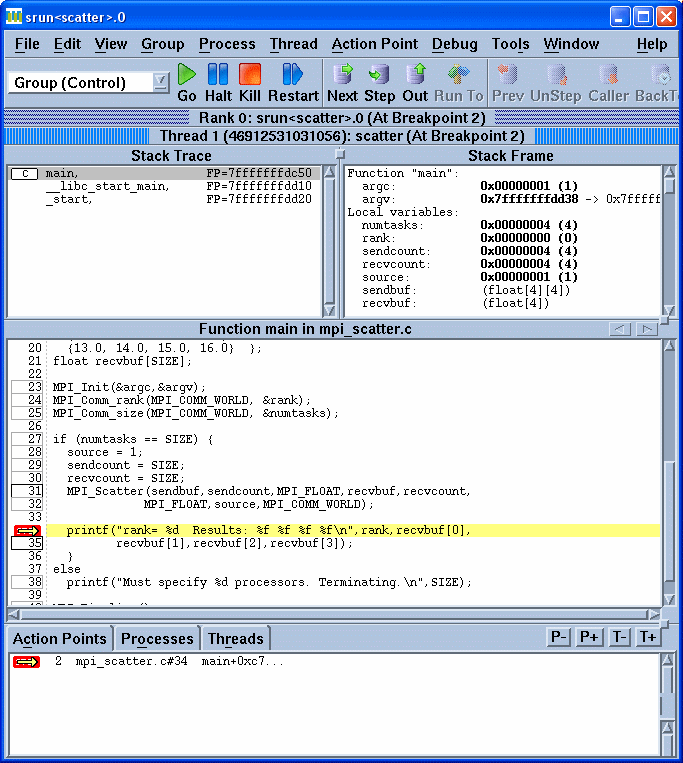 srun<scatter>.0
File Edit View Group Process Thread Action Point Debug Tools Window Help
Group (Control) Go Halt Kill Restart Next Step Out Run To Prev UnStep Caller BackT
Rank 0: srun<scatter>.0 (At Breakpoint 2)
Thread 1 (46912531031056): scatter (At Breakpoint 2)
Stack Trace
C main, FP=7fffffffdc50
__libc_start_main, FP=7fffffffdd10
_start, FP=7fffffffdd20
Stack Frame
Function "main":
argc: 0x00000001 (1)
argv: 0x7fffffffdd38 -> 0x7fffff
Local variables:
numtasks: 0x00000004 (4)
rank: 0x00000000 (0)
sendcount: 0x00000004 (4)
recvcount: 0x00000004 (4)
source: 0x00000001 (1)
sendbuf: (float[4][4])
recvbuf: (float[4])
Function main in mpi_scatter.c
20 {13.0, 14.0, 15.0, 16.0} };
21 float recvbuf[SIZE];
22
23 MPI_Init(&argc,&argv);
24 MPI_Comm_rank(MPI_COMM_WORLD, &rank);
25 MPI_Comm_size(MPI_COMM_WORLD, &numtasks);
26
27 if (numtasks == SIZE) {
28 source = 1;
29 sendcount = SIZE;
30 recvcount = SIZE;
31 MPI_Scatter(sendbuf,sendcount,MPI_FLOAT,recvbuf,recvcount,
32 MPI_FLOAT,source,MPI_COMM_WORLD);
33
printf("rank= %d Results: %f %f %f %f\n",rank,recvbuf[0],
35 recvbuf[1],recvbuf[2],recvbuf[3]);
36 }
37 else
38 printf("Must specify %d processors. Terminating.\n",SIZE);
39
Action Points Processes Threads P- P+ T- T+
2 mpi_scatter.c#34 main+0xc7...